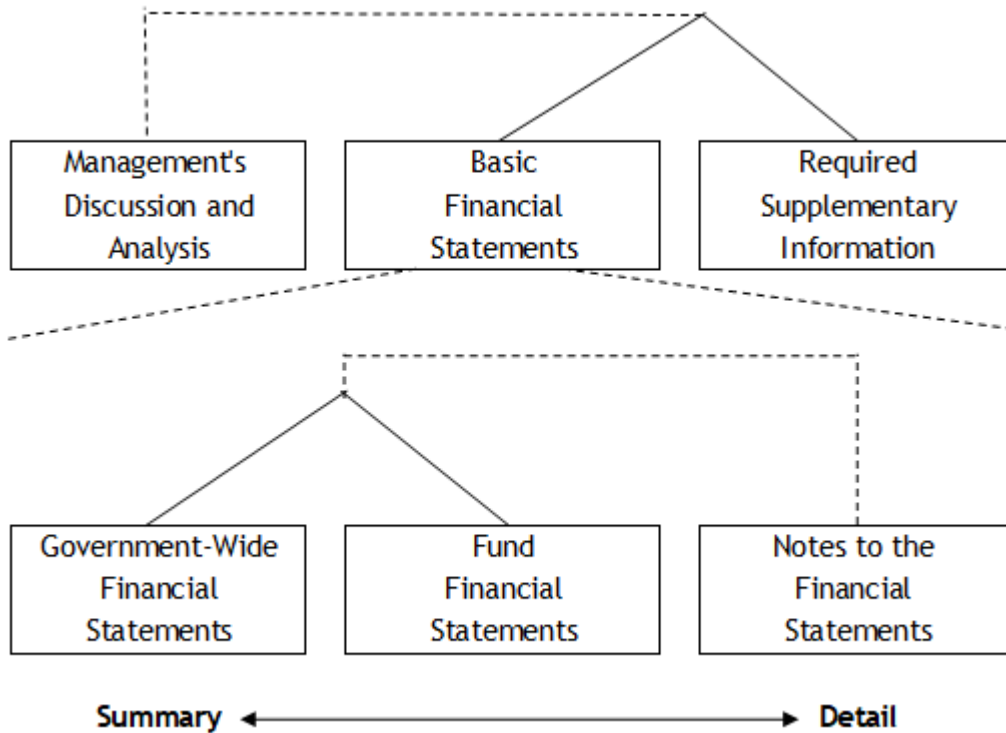 Management's
Discussion and
Analysis
Basic
Financial
Statements
Required
Supplementary
Information
Government-Wide
Financial
Statements
Fund
Financial
Statements
Notes to the
Financial
Statements
Summary
Detail